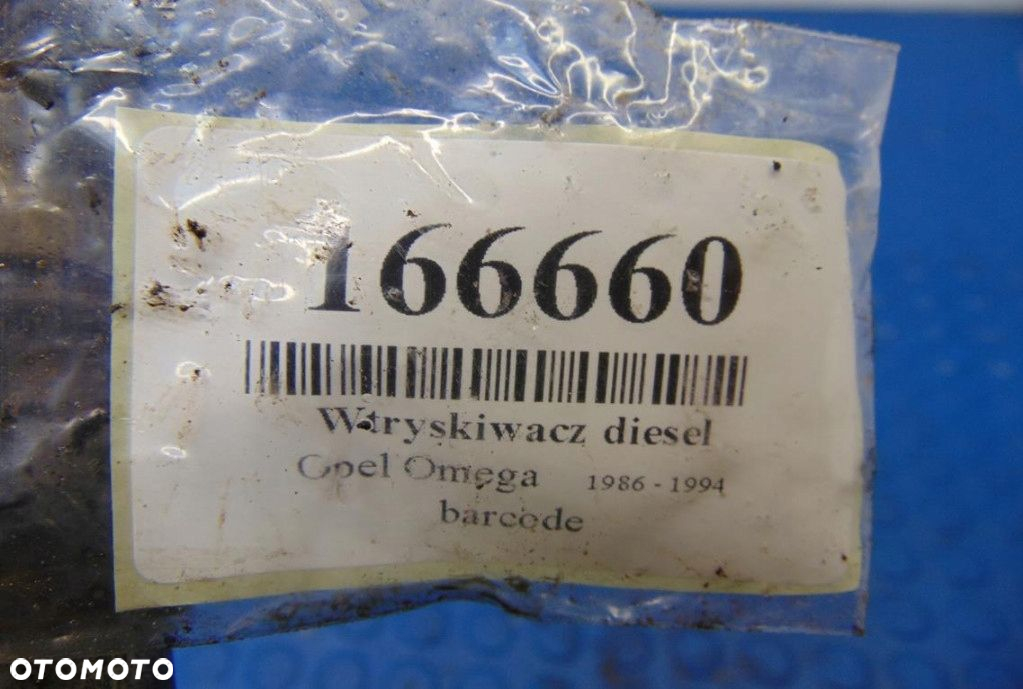 166660
Wtryskiwacz diesel
Opel Omega 1986 - 1994
barcode
OTOMOTO